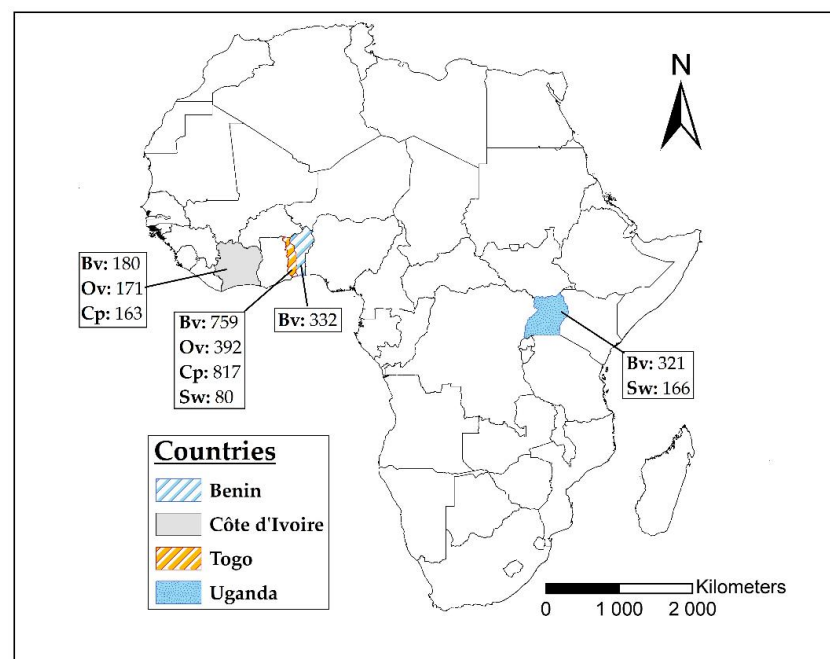 N
Bv: 180
Ov: 171
Cp: 163
Bv: 759
Ov: 392
Cp: 817
Sw: 80
Bv: 332
Bv: 321
Sw: 166
Countries
Benin
Côte d'Ivoire
Togo
Uganda
Kilometers
0 1 000 2 000